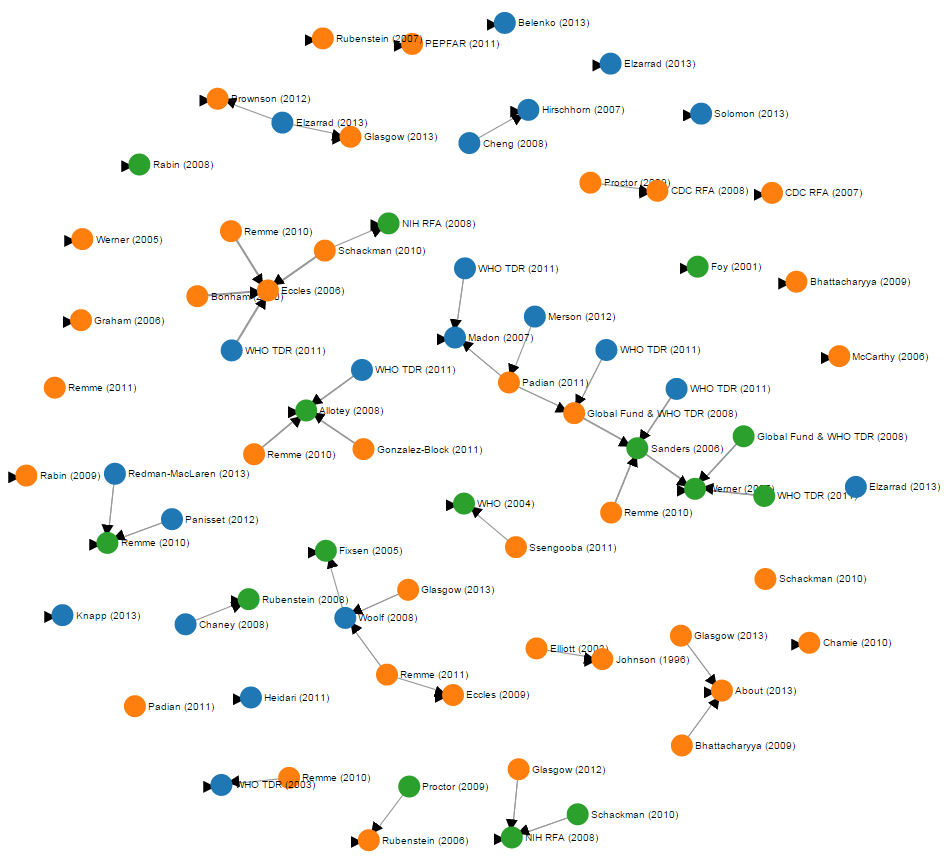 Belenko (2013)
Rubenstein (2007)
PEPFAR (2011)
Elzarrad (2013)
Brownson (2012)
Hirschhorn (2007)
Solomon (2013)
Elzarrad (2013)
Glasgow (2013)
Cheng (2008)
Rabin (2008)
Proctor (2009)
CDC RFA (2008)
CDC RFA (2007)
NIH RFA (2008)
Remme (2010)
Werner (2005)
Schackman (2010)
WHO TDR (2011)
Foy (2001)
Bhattacharyya (2009)
Eccles (2006)
Bonham (2010)
Merson (2012)
Graham (2006)
Madon (2007)
WHO TDR (2011)
WHO TDR (2011)
McCarthy (2006)
WHO TDR (2011)
Padian (2011)
Remme (2011)
WHO TDR (2011)
Allotey (2008)
Global Fund & WHO TDR (2008)
Global Fund & WHO TDR (2008)
Gonzalez-Block (2011)
Sanders (2006)
Remme (2010)
Rabin (2009)
Redman-MacLaren (2013)
Werner
WHO TDR (2011)
Elzarrad (2013)
WHO (2004)
Remme (2010)
Panisset (2012)
Remme (2010)
Ssengooba (2011)
Fixsen (2005)
Schackman (2010)
Glasgow (2013)
Rubenstein (2008)
Knapp (2013)
Chaney (2008)
Woolf (2008)
Glasgow (2013)
Chamie (2010)
Elliott (2003)
Johnson (1996)
Remme (2011)
About (2013)
Eccles (2009)
Heidari (2011)
Padian (2011)
Bhattacharyya (2009)
Glasgow (2012)
Remme (2010)
WHO TDR (2003)
Proctor (2009)
Schackman (2010)
NIH RFA (2008)
Rubenstein (2006)